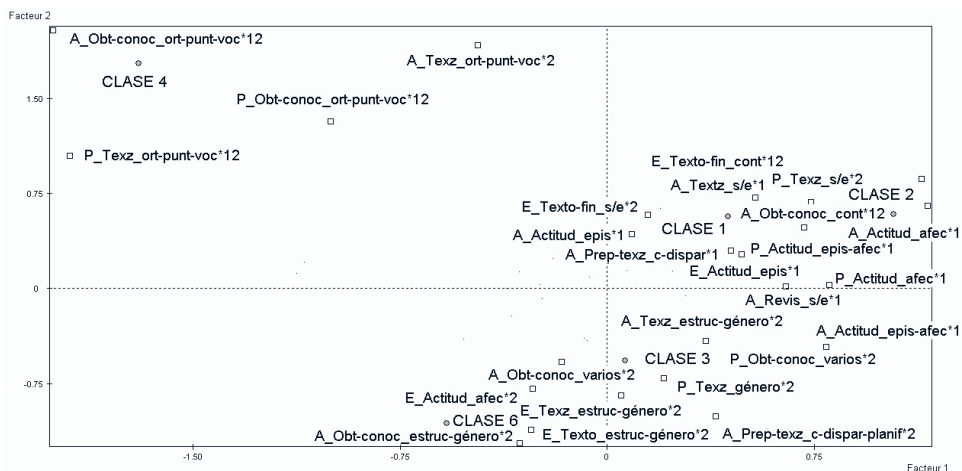 Facteur 2
A_Obt-conoc_ort-punt-voc*12
A_Texz_ort-punt-voc*2
CLASE 4
1.50
P_Obt-conoc_ort-punt-voc*12
P_Texz_ort-punt-voc*12
E_Texto-fin_cont*12
A_Textz_s/e*1
P_Texz_s/e*2
0.75
CLASE 2
E_Texto-fin_s/e*2
A_Obt-conoc_cont*12
CLASE 1
A_Actitud_epis*1
A_Actitud_afec*1
A_Prep-texz_c-dispar*1
P_Actitud_epis-afec*1
E_Actitud_epis*1
P_Actitud_afec*1
0
A_Revis_s/e*1
A_Texz_estruc-género*2
A_Actitud_epis-afec*1
CLASE 3
P_Obt-conoc_varios*2
A_Obt-conoc_varios*2
-0.75
P_Texz_género*2
E_Actitud_afec*2
E_Texz_estruc-género*2
CLASE 6
A_Obt-conoc_estruc-género*2
E_Texto_estruc-género*2
A_Prep-texz_c-dispar-planif*2
-1.50
-0.75
0
0.75
Facteur 1